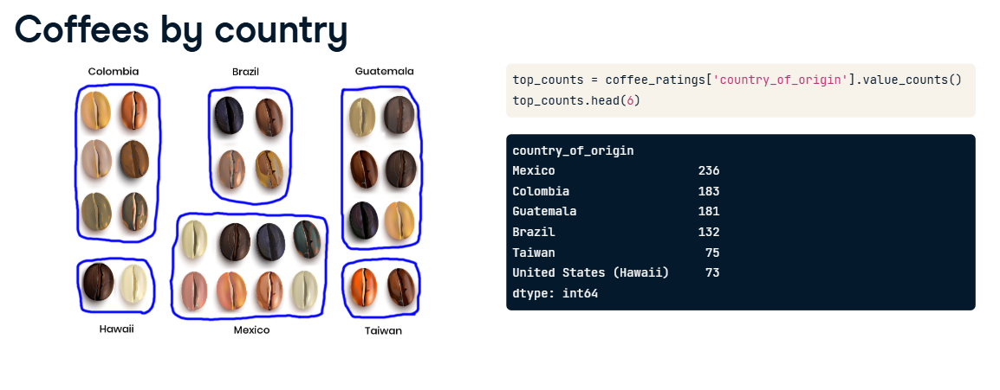 Coffees by country
Colombia
Brazil
Guatemala
Hawaii
Mexico
Taiwan
top_counts = coffee_ratings['country_of_origin'].value_counts()
top_counts.head(6)
country_of_origin
Mexico 236
Colombia 183
Guatemala 181
Brazil 132
Taiwan 75
United States (Hawaii) 73
dtype: int64